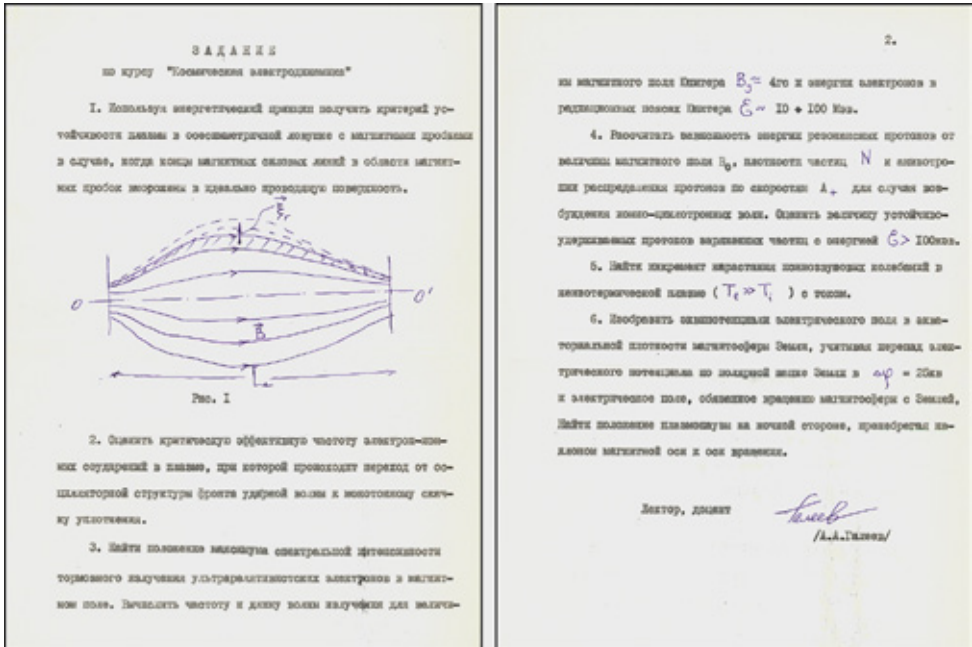 ЗАДАНИЕ
по курсу "Космическая электродинамика"
I. Используя энергетический принцип получить критерий ус-
тойчивости плазмы в осесимметричной ловушке с магнитными пробками
в случае, когда концы магнитных силовых линий в области магнит-
ных пробок вморожены в идеально проводящую поверхность.
ξr
O O'
B
Рис. I
2. Оценить критическую эффективную частоту электрон-ион-
ных соударений в плазме, при которой происходит переход от ос-
цилляторной структуры фронта ударной волны к монотонному скач-
ку уплотнения.
3. Найти положение максимума спектральной интенсивности
тормозного излучения ультрарелятивистских электронов в магнит-
ном поле. Вычислить частоту и длину волны излучения для величи-
2.
ны магнитного поля Юпитера B_J ≈ 4гс и энергии электронов в
радиационных поясах Юпитера Ɛ ~ 10 ÷ 100 Мэв.
4. Рассчитать зависимость энергии резонансных протонов от
величины магнитного поля B₀, плотности частиц N и анизотро-
пии распределения протонов по скоростям A₊ для случая воз-
буждения ионно-циклотронных волн. Оценить величину устойчиво-
удерживаемых протонов заряженных частиц с энергией Ɛ > 100кэв.
5. Найти инкремент нарастания ионнозвуковых колебаний в
неизотермической плазме ( Te ≫ Ti ) с током.
6. Изобразить эквипотенциали электрического поля в эква-
ториальной плотности магнитосферы Земли, учитывая перепад элек-
трического потенциала по полярной шапке Земли в Δφ = 25кв
и электрическое поле, обязанное вращению магнитосферы с Землей.
Найти положение плазмопаузы на ночной стороне, пренебрегая на-
клоном магнитной оси к оси вращения.
Лектор, доцент Галеев
/А.А.Галеев/